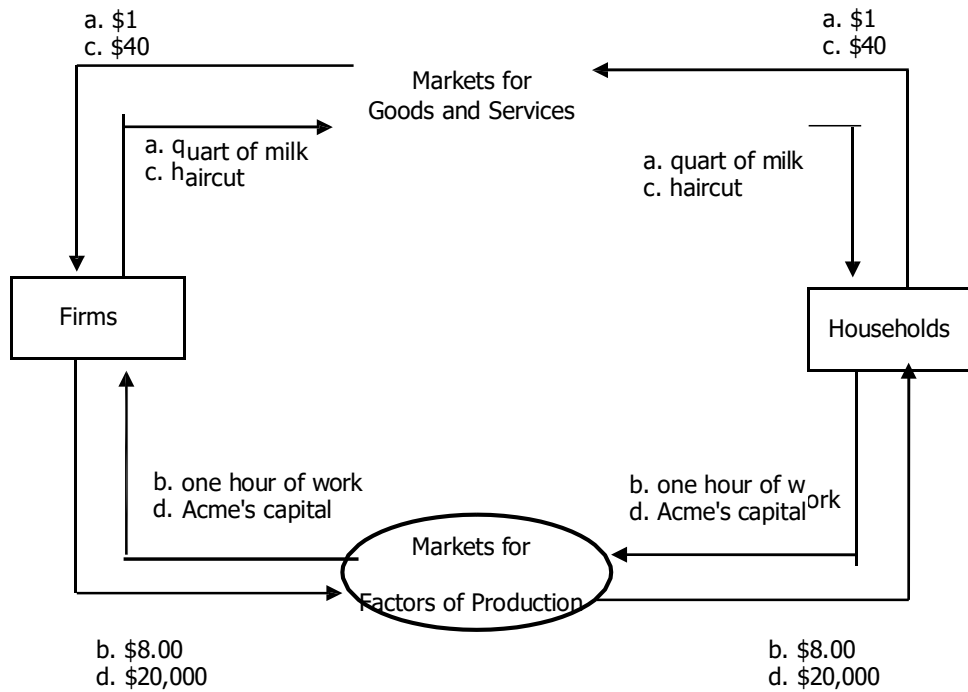 a. $1
c. $40
a. $1
c. $40
Markets for
Goods and Services
a. quart of milk
c. haircut
a. quart of milk
c. haircut
Firms
Households
b. one hour of work
d. Acme's capital
b. one hour of work
d. Acme's capital
Markets for
Factors of Production
b. $8.00
d. $20,000
b. $8.00
d. $20,000